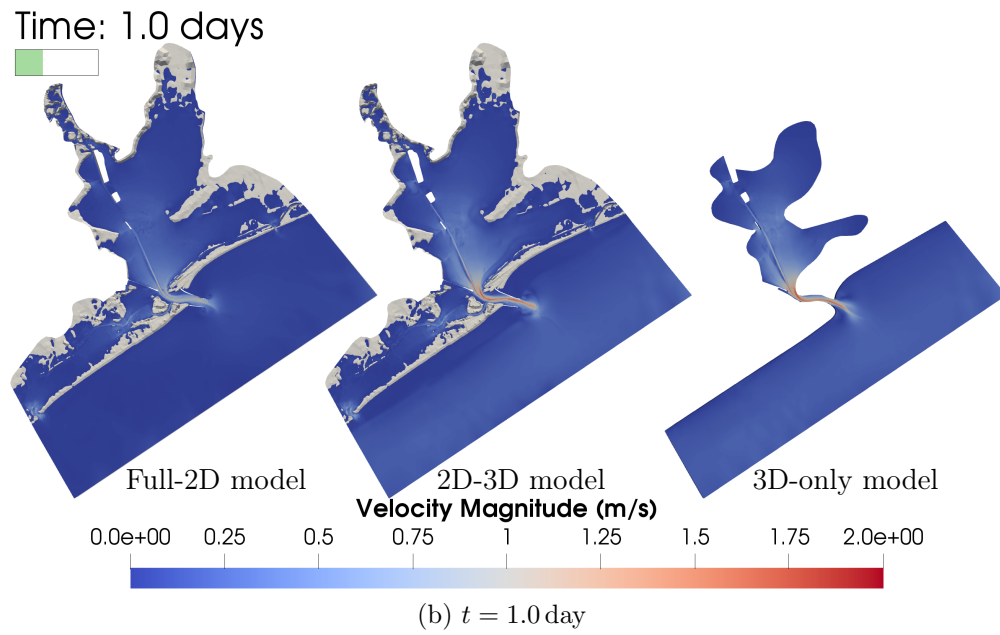 Time: 1.0 days
Full-2D model 2D-3D model 3D-only model
Velocity Magnitude (m/s)
0.0e+00 0.25 0.5 0.75 1 1.25 1.5 1.75 2.0e+00
(b) t = 1.0 day